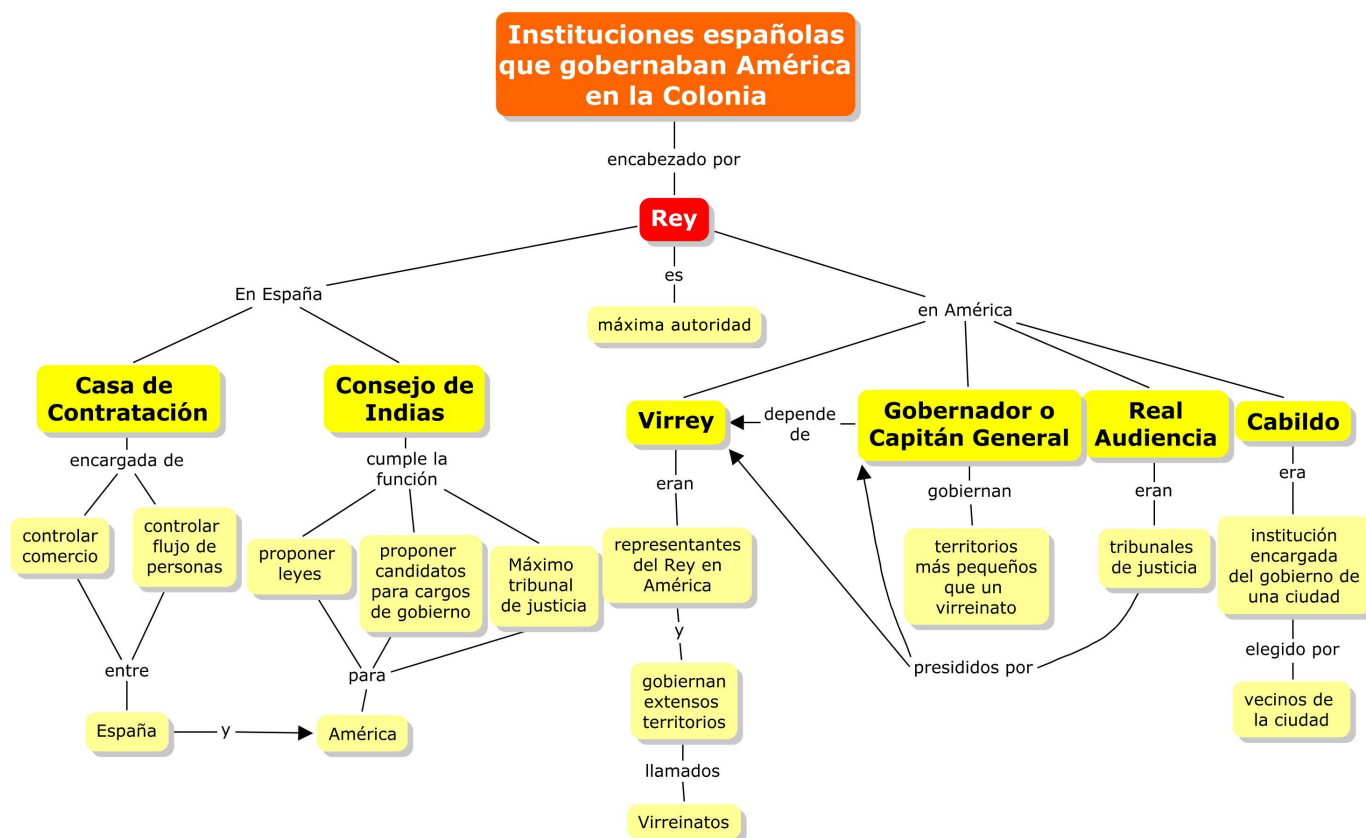 Instituciones españolas
que gobernaban América
en la Colonia
encabezado por
Rey
es
máxima autoridad
En España
Casa de
Contratación
encargada de
controlar
comercio
controlar
flujo de
personas
entre
España
y
América
Consejo de
Indias
cumple la
función
proponer
leyes
proponer
candidatos
para cargos
de gobierno
Máximo
tribunal
de justicia
para
en América
Virrey
eran
representantes
del Rey en
América
y
gobiernan
extensos
territorios
llamados
Virreinatos
depende
de
Gobernador o
Capitán General
gobiernan
territorios
más pequeños
que un
virreinato
Real
Audiencia
eran
tribunales
de justicia
presididos por
Cabildo
era
institución
encargada
del gobierno de
una ciudad
elegido por
vecinos de
la ciudad